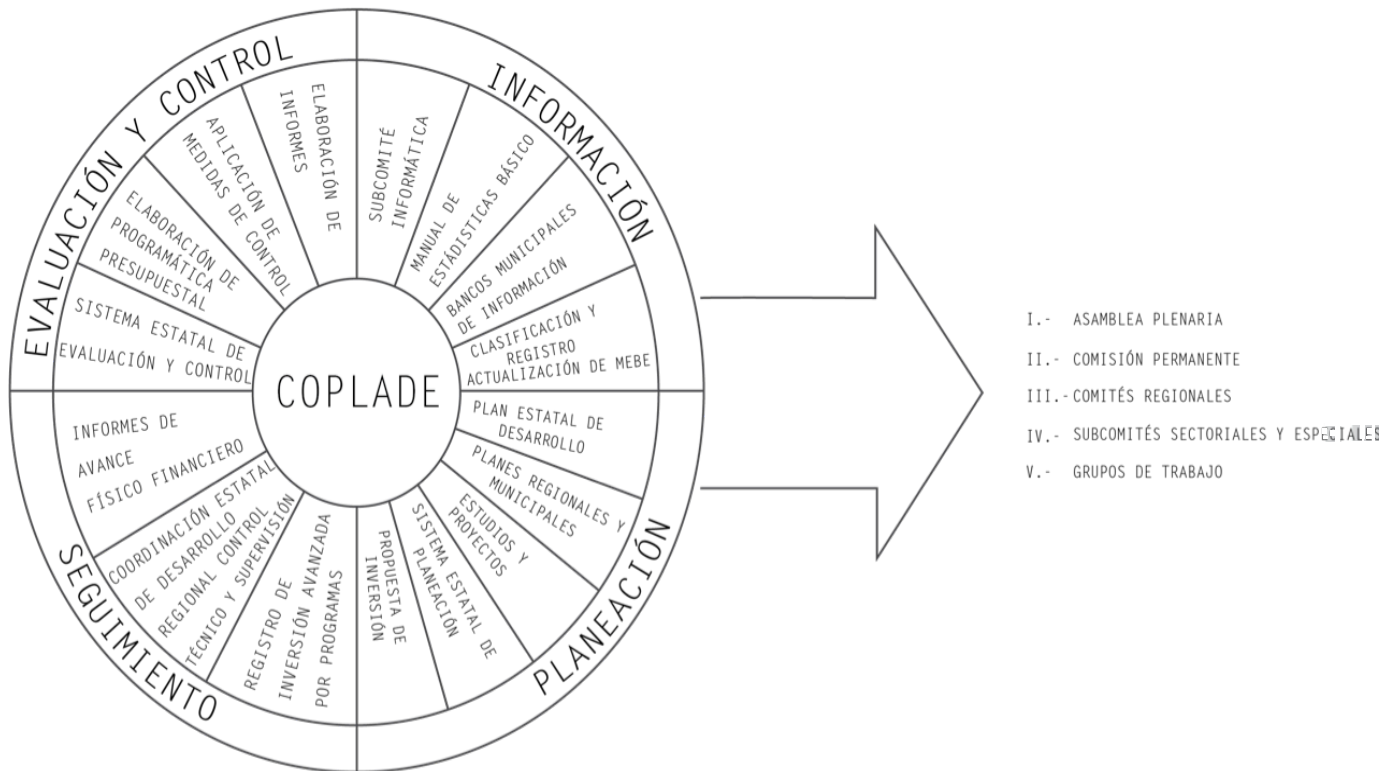 EVALUACIÓN Y CONTROL
INFORMACIÓN
PLANEACIÓN
SEGUIMIENTO
COPLADE
SUBCOMITÉ
INFORMÁTICA
MANUAL DE
ESTÁDISTICAS BÁSICO
BANCOS MUNICIPALES
DE INFORMACIÓN
CLASIFICACIÓN Y
REGISTRO
ACTUALIZACIÓN DE MEBE
PLAN ESTATAL DE
DESARROLLO
PLANES REGIONALES Y
MUNICIPALES
ESTUDIOS Y
PROYECTOS
SISTEMA ESTATAL DE
PLANEACIÓN
PROPUESTA DE
INVERSIÓN
REGISTRO DE
INVERSIÓN AVANZADA
POR PROGRAMAS
COORDINACIÓN ESTATAL
DE DESARROLLO
REGIONAL CONTROL
TÉCNICO Y SUPERVISIÓN
INFORMES DE
AVANCE
FÍSICO FINANCIERO
SISTEMA ESTATAL DE
EVALUACIÓN Y CONTROL
ELABORACIÓN DE
PROGRAMÁTICA
PRESUPUESTAL
APLICACIÓN DE
MEDIDAS DE CONTROL
ELABORACIÓN DE
INFORMES
I.- ASAMBLEA PLENARIA
II.- COMISIÓN PERMANENTE
III.- COMITÉS REGIONALES
IV.- SUBCOMITÉS SECTORIALES Y ESPECIALES
V.- GRUPOS DE TRABAJO